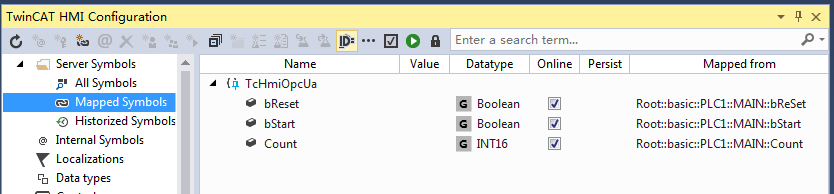 TwinCAT HMI Configuration
ID= Enter a search term...
Server Symbols
All Symbols
Mapped Symbols
Historized Symbols
Internal Symbols
Localizations
Data types
Name Value Datatype Online Persist Mapped from
TcHmiOpcUa
bReset G Boolean Root::basic::PLC1::MAIN::bReSet
bStart G Boolean Root::basic::PLC1::MAIN::bStart
Count G INT16 Root::basic::PLC1::MAIN::Count